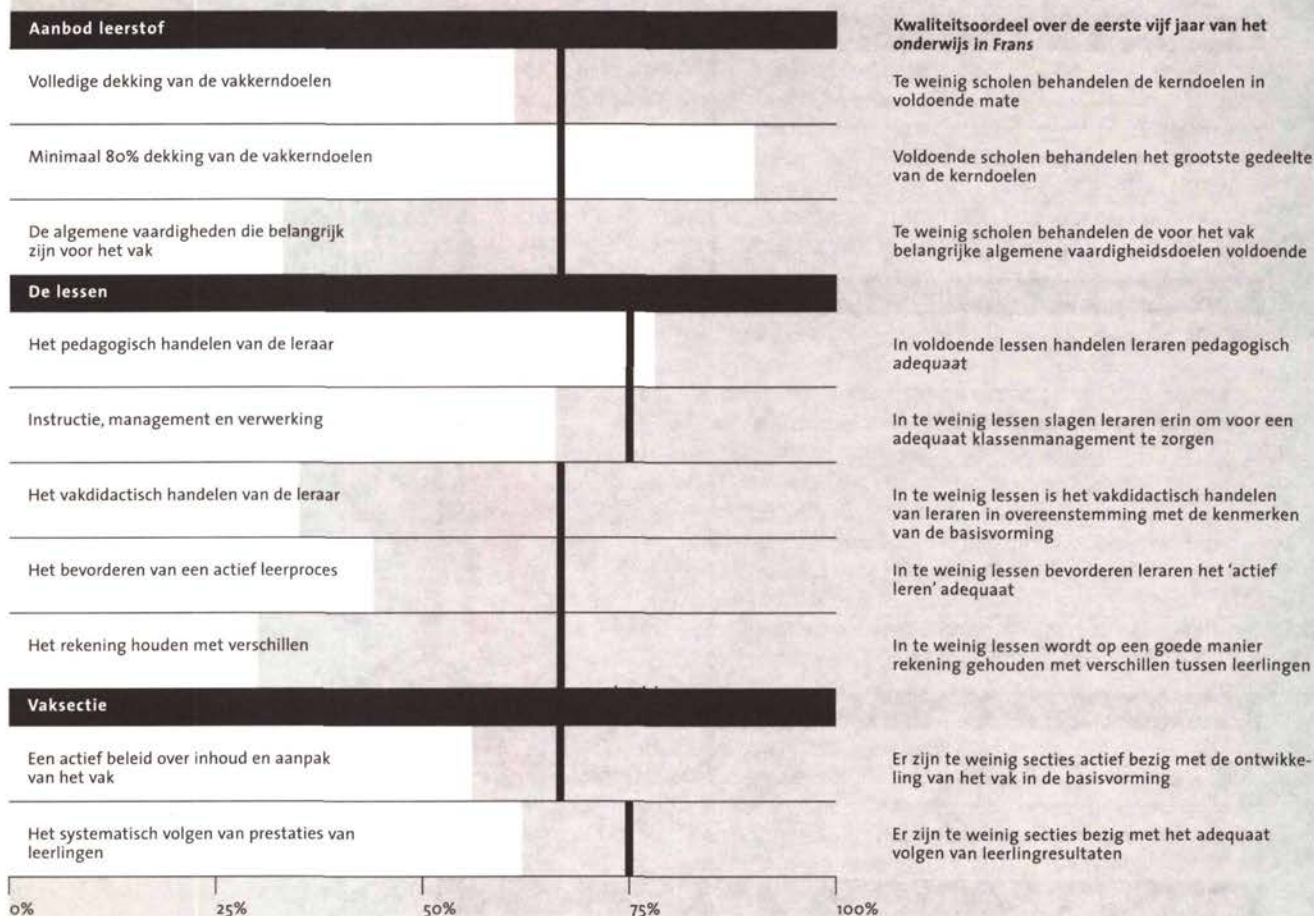 Aanbod leerstof
Kwaliteitsoordeel over de eerste vijf jaar van het
onderwijs in Frans
Volledige dekking van de vakkerndoelen
Te weinig scholen behandelen de kerndoelen in
voldoende mate
Minimaal 80% dekking van de vakkerndoelen
Voldoende scholen behandelen het grootste gedeelte
van de kerndoelen
De algemene vaardigheden die belangrijk
zijn voor het vak
Te weinig scholen behandelen de voor het vak
belangrijke algemene vaardigheidsdoelen voldoende
De lessen
Het pedagogisch handelen van de leraar
In voldoende lessen handelen leraren pedagogisch
adequaat
Instructie, management en verwerking
In te weinig lessen slagen leraren erin om voor een
adequaat klassenmanagement te zorgen
Het vakdidactisch handelen van de leraar
In te weinig lessen is het vakdidactisch handelen
van leraren in overeenstemming met de kenmerken
van de basisvorming
Het bevorderen van een actief leerproces
In te weinig lessen bevorderen leraren het 'actief
leren' adequaat
Het rekening houden met verschillen
In te weinig lessen wordt op een goede manier
rekening gehouden met verschillen tussen leerlingen
Vaksectie
Een actief beleid over inhoud en aanpak
van het vak
Er zijn te weinig secties actief bezig met de ontwikke-
ling van het vak in de basisvorming
Het systematisch volgen van prestaties van
leerlingen
Er zijn te weinig secties bezig met het adequaat
volgen van leerlingresultaten
0% 25% 50% 75% 100%